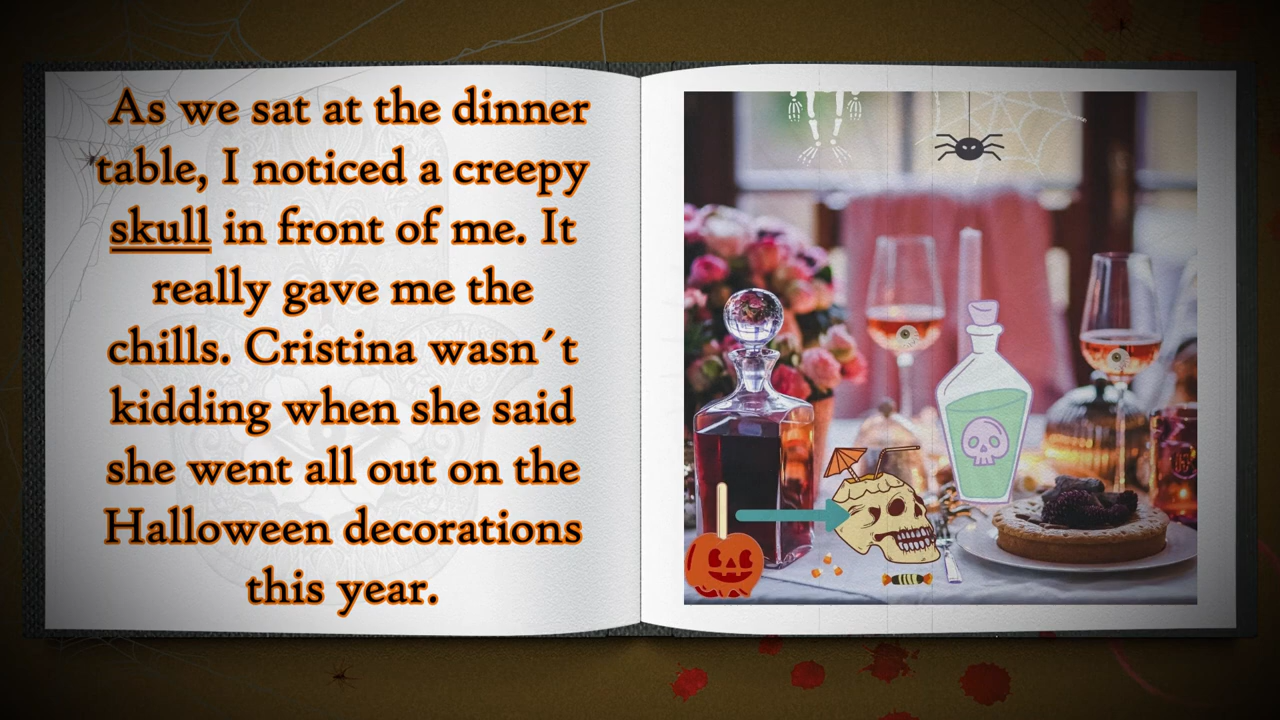 As we sat at the dinner
table, I noticed a creepy
skull in front of me. It
really gave me the
chills. Cristina wasn´t
kidding when she said
she went all out on the
Halloween decorations
this year.